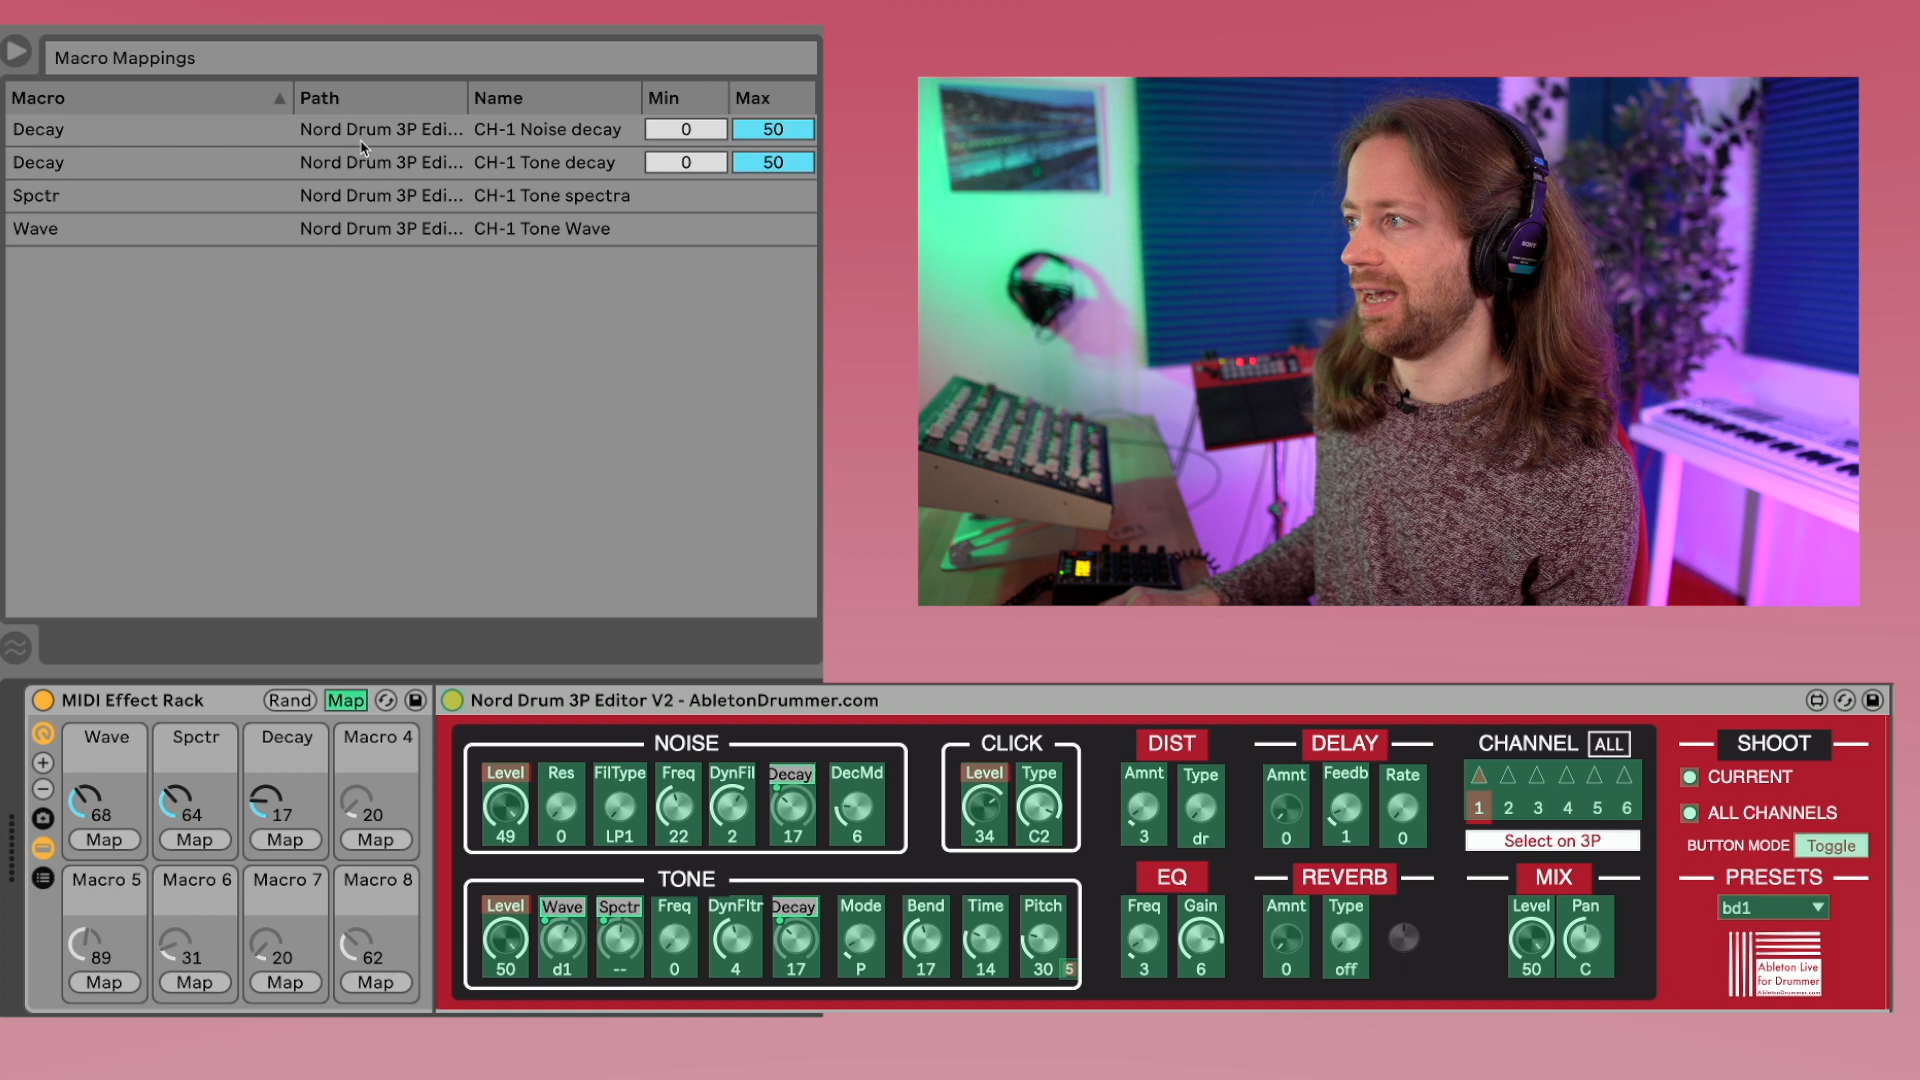 Macro Mappings
Macro Path Name Min Max
Decay Nord Drum 3P Edi... CH-1 Noise decay 0 50
Decay Nord Drum 3P Edi... CH-1 Tone decay 0 50
Spctr Nord Drum 3P Edi... CH-1 Tone spectra
Wave Nord Drum 3P Edi... CH-1 Tone Wave
SONY
MIDI Effect Rack Rand Map
Wave Spctr Decay Macro 4
68 64 17 20
Map Map Map Map
Macro 5 Macro 6 Macro 7 Macro 8
89 31 20 62
Map Map Map Map
Nord Drum 3P Editor V2 - AbletonDrummer.com
NOISE
Level Res FilType Freq DynFil Decay DecMd
49 0 LP1 22 2 17 6
CLICK
Level Type
34 C2
DIST
Amnt Type
3 dr
DELAY
Amnt Feedb Rate
0 1 0
CHANNEL ALL
1 2 3 4 5 6
Select on 3P
SHOOT
CURRENT
ALL CHANNELS
BUTTON MODE Toggle
TONE
Level Wave Spctr Freq DynFltr Decay Mode Bend Time Pitch
50 d1 -- 0 4 17 P 17 14 30 5
EQ
Freq Gain
3 6
REVERB
Amnt Type
0 off
MIX
Level Pan
50 C
PRESETS
bd1
Ableton Live
for Drummer
AbletonDrummer.com